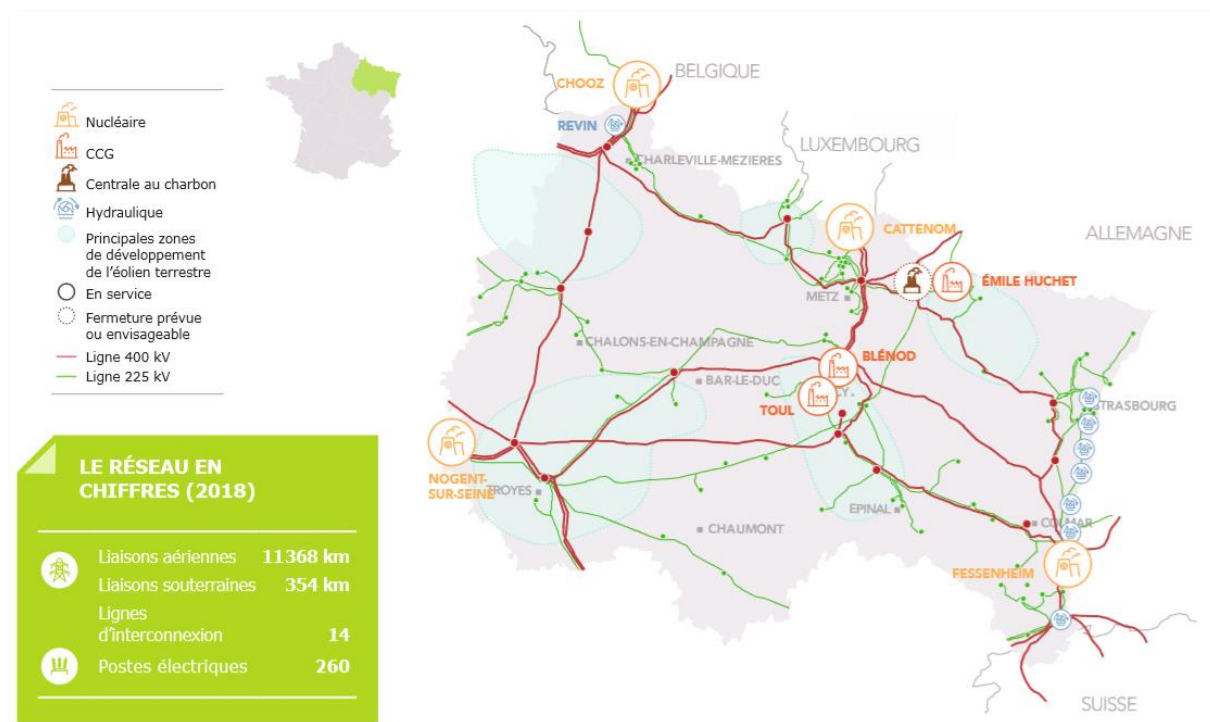 Nucléaire
CCG
Centrale au charbon
Hydraulique
Principales zones
de développement
de l'éolien terrestre
En service
Fermeture prévue
ou envisageable
Ligne 400 kV
Ligne 225 kV
CHOOZ
BELGIQUE
REVIN
CHARLEVILLE-MEZIERES
LUXEMBOURG
CATTENOM
ALLEMAGNE
ÉMILE HUCHET
METZ
CHALONS-EN-CHAMPAGNE
BLÉNOD
BAR-LE-DUC
TOUL
STRASBOURG
NOGENT-
SUR-SEINE
TROYES
EPINAL
CHAUMONT
COLMAR
FESSENHEIM
SUISSE
LE RÉSEAU EN
CHIFFRES (2018)
Liaisons aériennes 11368 km
Liaisons souterraines 354 km
Lignes
d'interconnexion 14
Postes électriques 260